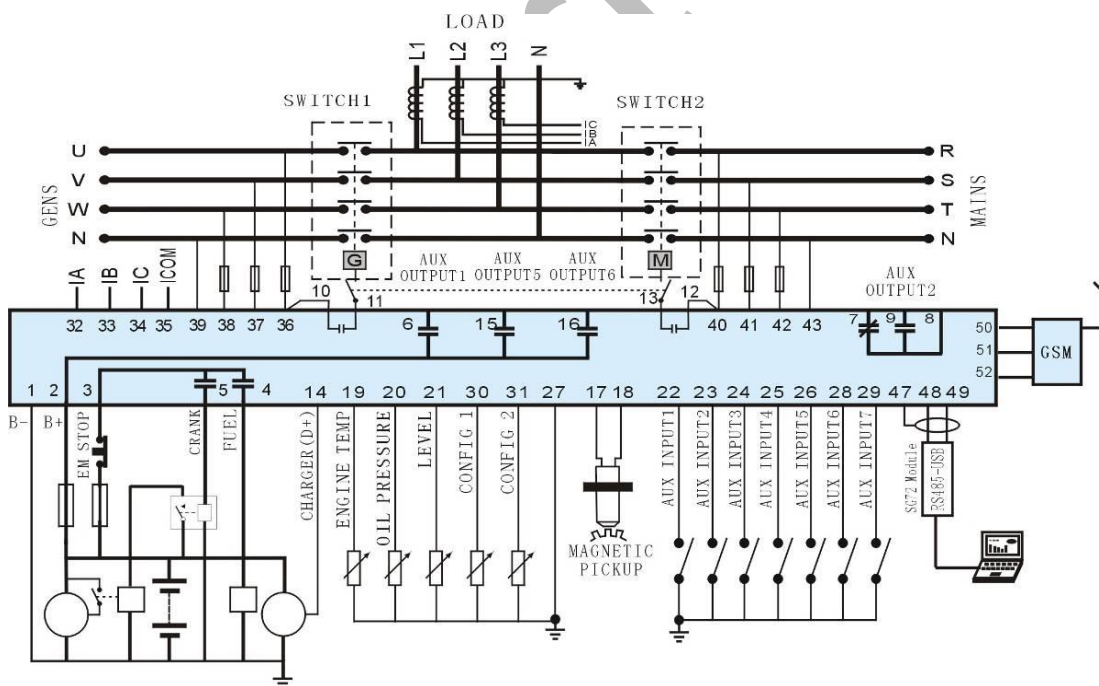 LOAD
L1 L2 L3 N
SWITCH1 SWITCH2
IC
IB
IA
U R
V S
W T
N N
GENS MAINS
G M
AUX OUTPUT1
AUX OUTPUT5
AUX OUTPUT6
AUX OUTPUT2
IA IB IC ICOM
10 11 13 12
32 33 34 35 39 38 37 36 6 15 16 40 41 42 43 7 9 8
50
51
52
GSM
1 2 3 5 4 14 19 20 21 30 31 27 17 18 22 23 24 25 26 28 29 47 48 49
B- B+
EM STOP
CRANK
FUEL
CHARGER(D+)
ENGINE TEMP
OIL PRESSURE
LEVEL
CONFIG 1
CONFIG 2
MAGNETIC
PICKUP
AUX INPUT1
AUX INPUT2
AUX INPUT3
AUX INPUT4
AUX INPUT5
AUX INPUT6
AUX INPUT7
SG72 Module
RS485-USB